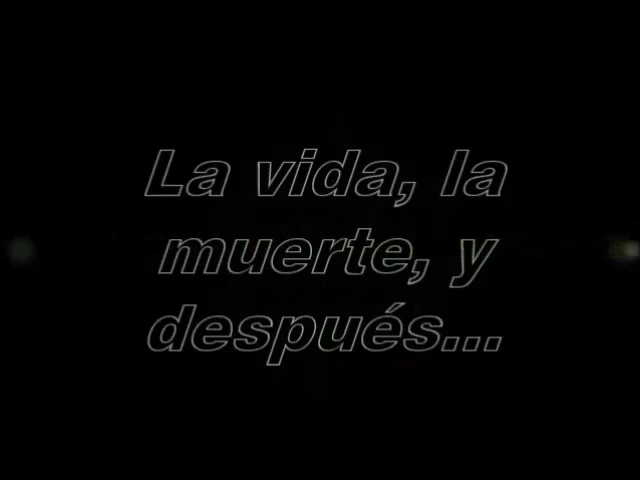 La vida, la
muerte, y
después...